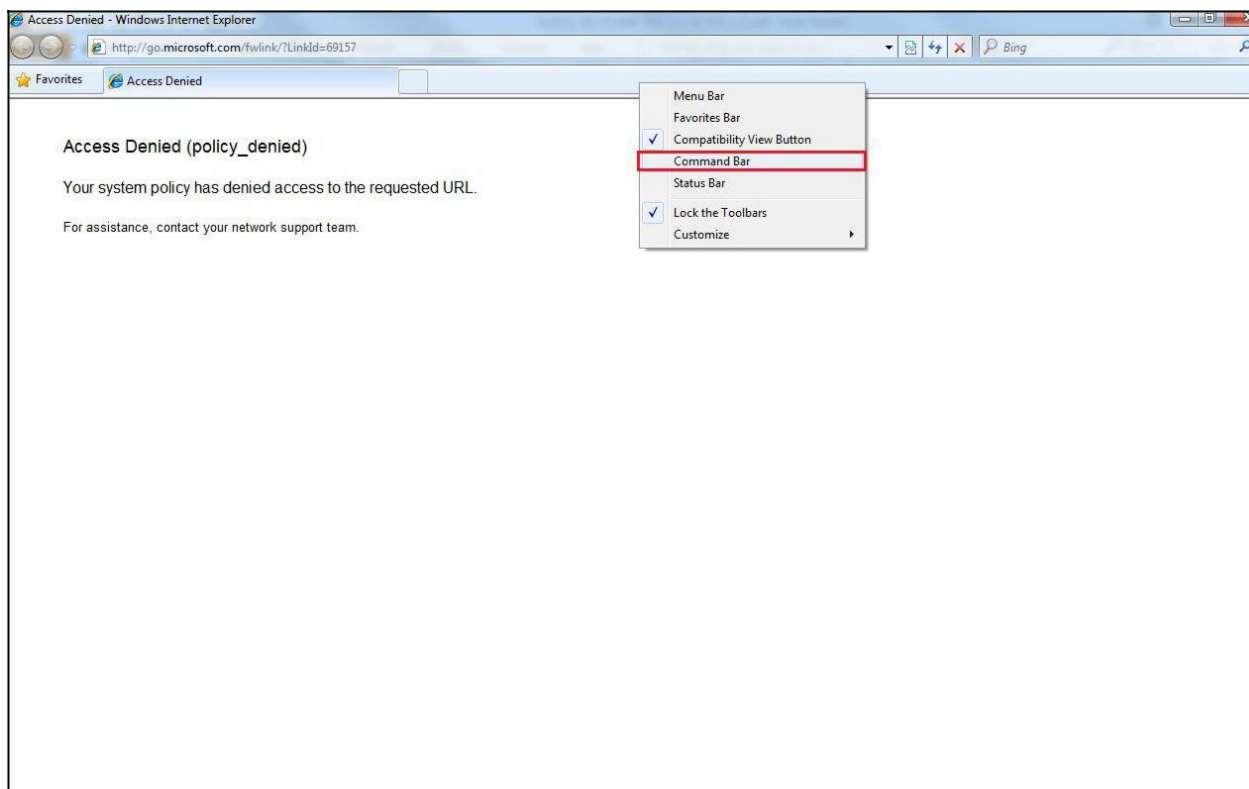 Access Denied - Windows Internet Explorer
http://go.microsoft.com/fwlink/?LinkId=69157
Bing
Favorites
Access Denied
Menu Bar
Favorites Bar
Compatibility View Button
Command Bar
Status Bar
Lock the Toolbars
Customize
Access Denied (policy_denied)
Your system policy has denied access to the requested URL.
For assistance, contact your network support team.